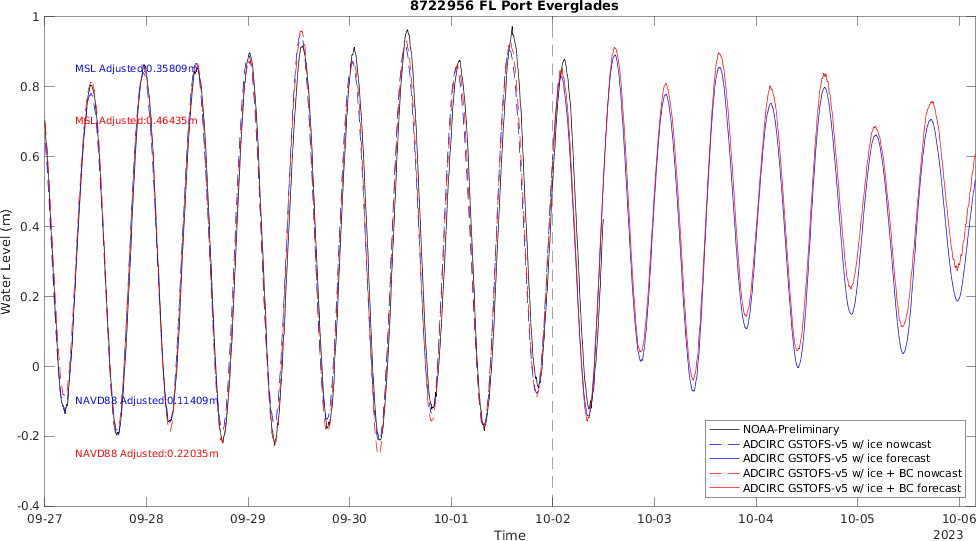 8722956 FL Port Everglades
1
0.8
0.6
0.4
0.2
0
-0.2
-0.4
Water Level (m)
MSL Adjusted:0.35809m
MSL Adjusted:0.46435m
NAVD88 Adjusted:0.11409m
NAVD88 Adjusted:0.22035m
NOAA-Preliminary
ADCIRC GSTOFS-v5 w/ ice nowcast
ADCIRC GSTOFS-v5 w/ ice forecast
ADCIRC GSTOFS-v5 w/ ice + BC nowcast
ADCIRC GSTOFS-v5 w/ ice + BC forecast
09-27 09-28 09-29 09-30 10-01 10-02 10-03 10-04 10-05 10-06
Time
2023